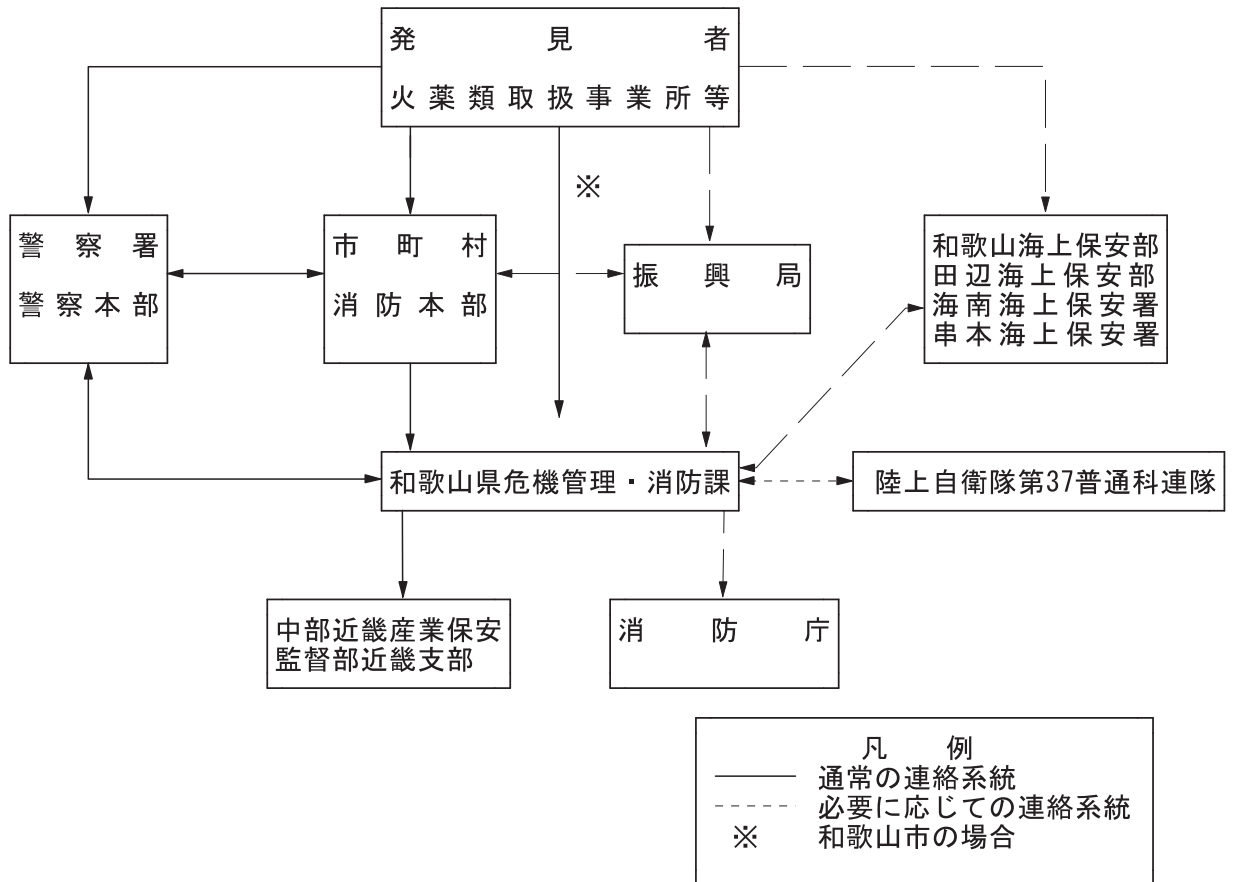 発見者
火薬類取扱事業所等
※
警察署
警察本部
市町村
消防本部
振興局
和歌山海上保安部
田辺海上保安部
海南海上保安署
串本海上保安署
和歌山県危機管理・消防課
陸上自衛隊第37普通科連隊
中部近畿産業保安
監督部近畿支部
消防庁
凡例
通常の連絡系統
必要に応じての連絡系統
※ 和歌山市の場合